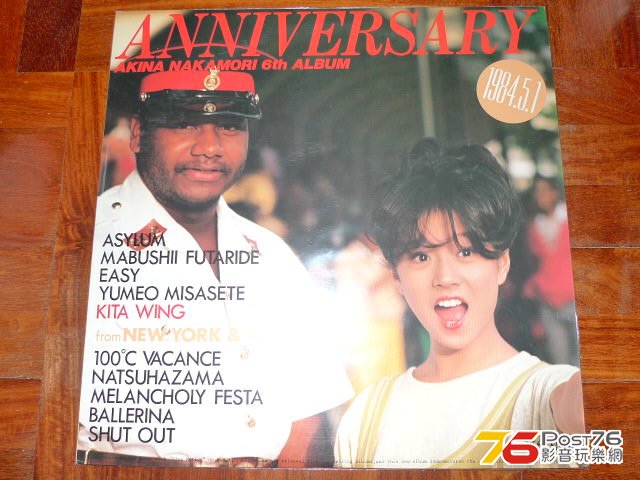 ANNIVERSARY
AKINA NAKAMORI 6th ALBUM
1984.5.1
ASYLUM
MABUSHII FUTARIDE
EASY
YUMEO MISASETE
KITA WING
from NEW YORK &
100℃ VACANCE
NATSUHAZAMA
MELANCHOLY FESTA
BALLERINA
SHUT OUT
76 Post76
影音玩樂網